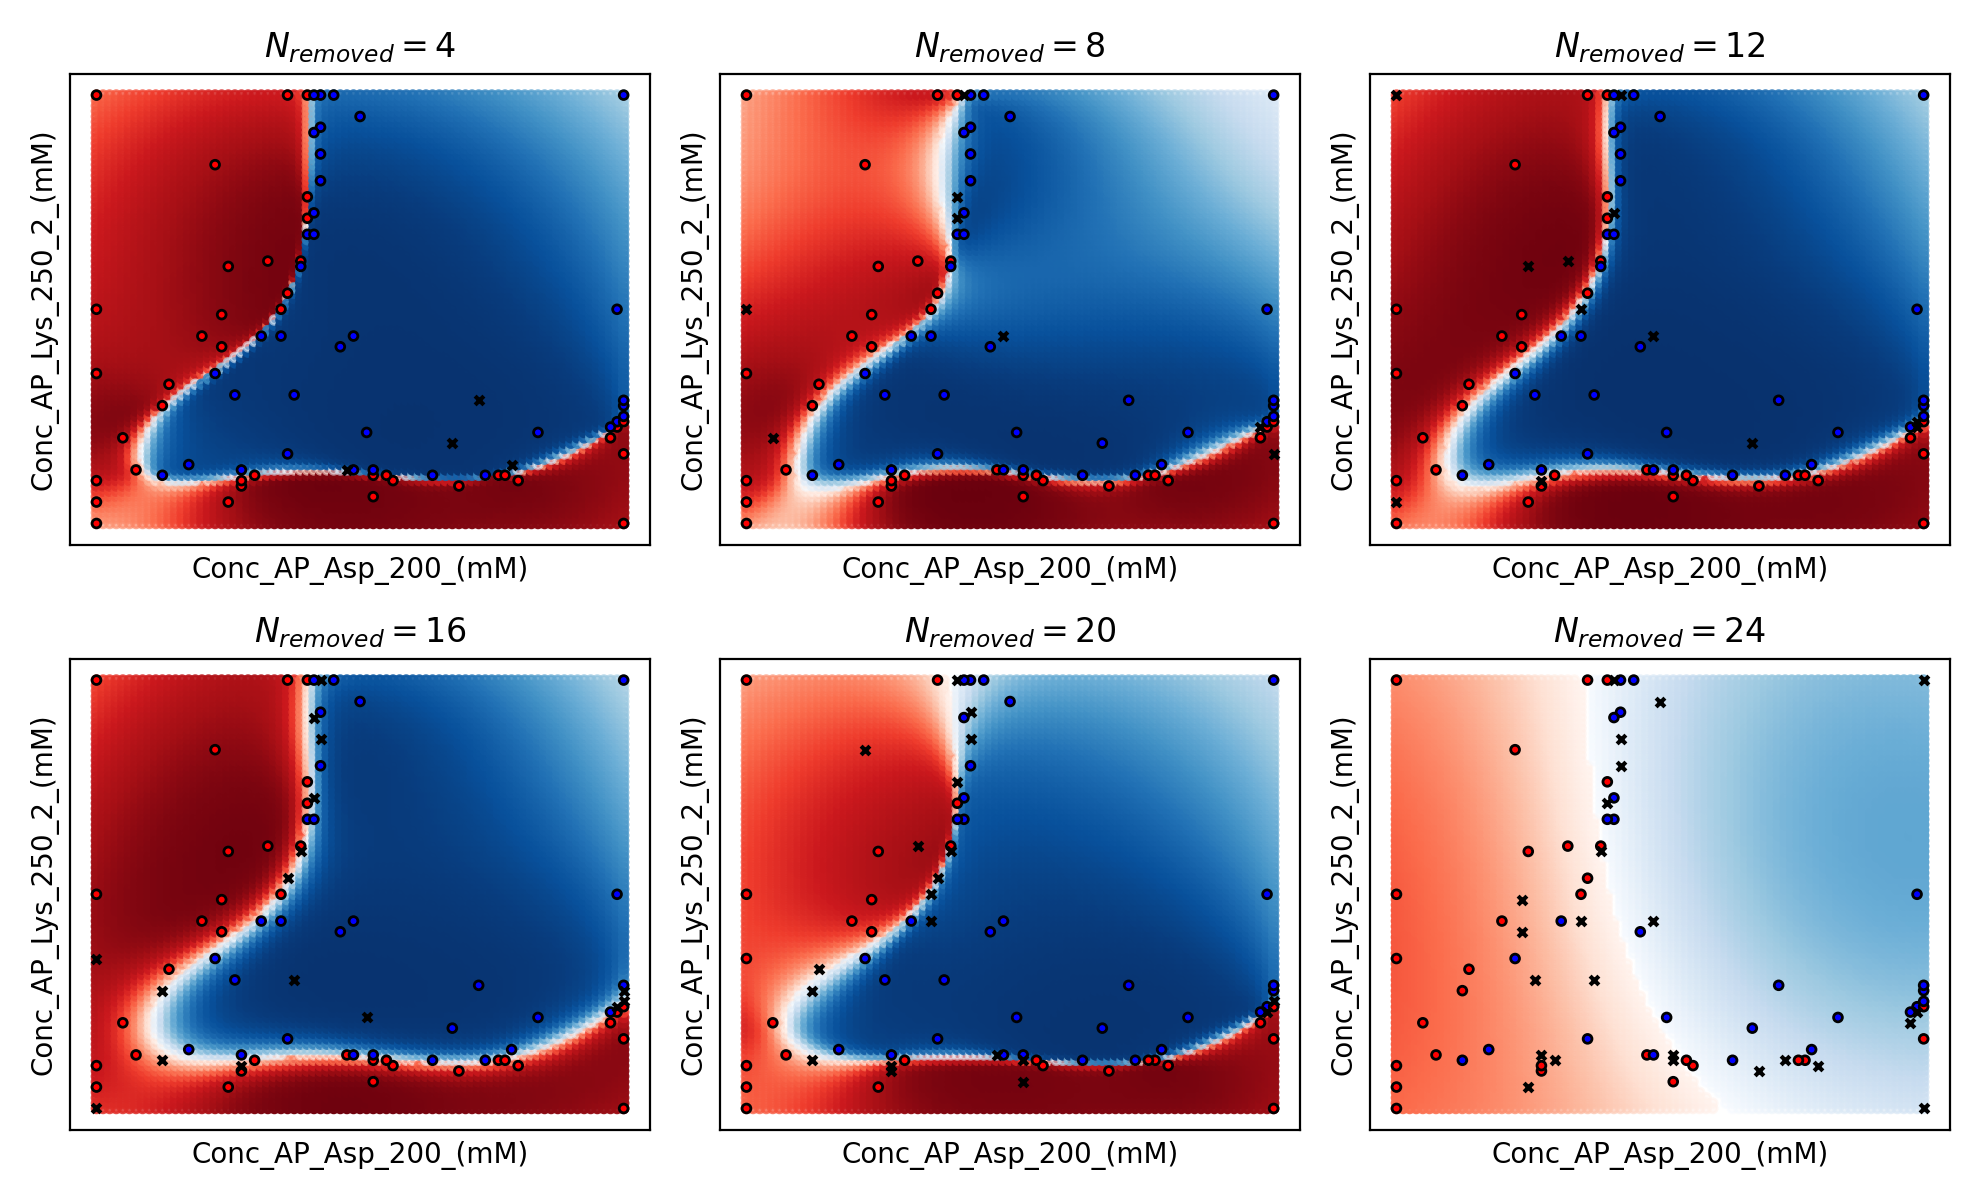 N_removed = 4
N_removed = 8
N_removed = 12
Conc_AP_Lys_250_2_(mM)
Conc_AP_Lys_250_2_(mM)
Conc_AP_Lys_250_2_(mM)
Conc_AP_Asp_200_(mM)
Conc_AP_Asp_200_(mM)
Conc_AP_Asp_200_(mM)
N_removed = 16
N_removed = 20
N_removed = 24
Conc_AP_Lys_250_2_(mM)
Conc_AP_Lys_250_2_(mM)
Conc_AP_Lys_250_2_(mM)
Conc_AP_Asp_200_(mM)
Conc_AP_Asp_200_(mM)
Conc_AP_Asp_200_(mM)